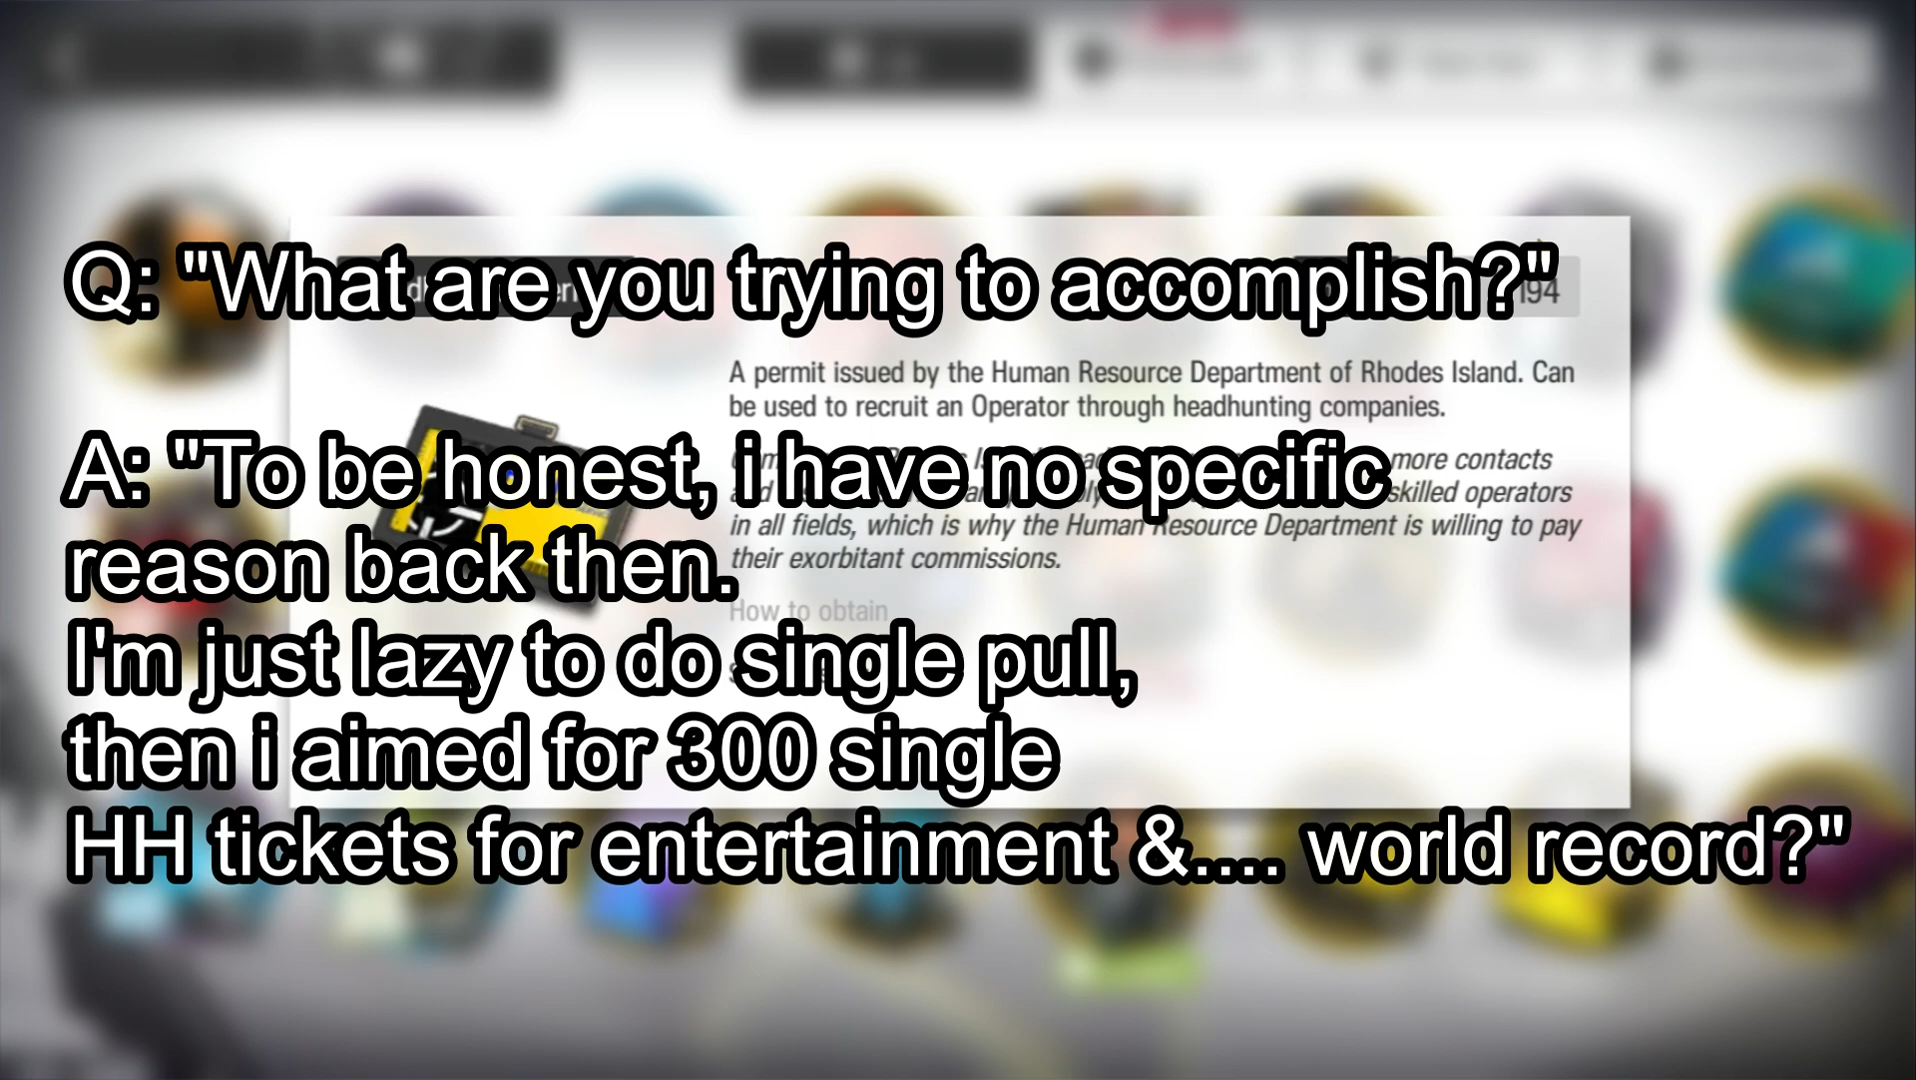 Q: "What are you trying to accomplish?"
194
A permit issued by the Human Resource Department of Rhodes Island. Can
be used to recruit an Operator through headhunting companies.
A: "To be honest, i have no specific
more contacts
skilled operators
in all fields, which is why the Human Resource Department is willing to pay
reason back then.
their exorbitant commissions.
How to obtain
I'm just lazy to do single pull,
then i aimed for 300 single
HH tickets for entertainment &.... world record?"